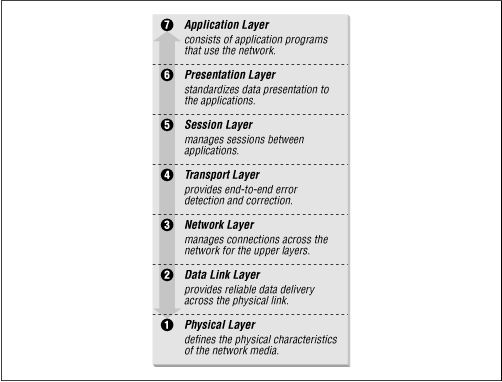 7 Application Layer
consists of application programs
that use the network.
6 Presentation Layer
standardizes data presentation to
the applications.
5 Session Layer
manages sessions between
applications.
4 Transport Layer
provides end-to-end error
detection and correction.
3 Network Layer
manages connections across the
network for the upper layers.
2 Data Link Layer
provides reliable data delivery
across the physical link.
1 Physical Layer
defines the physical characteristics
of the network media.